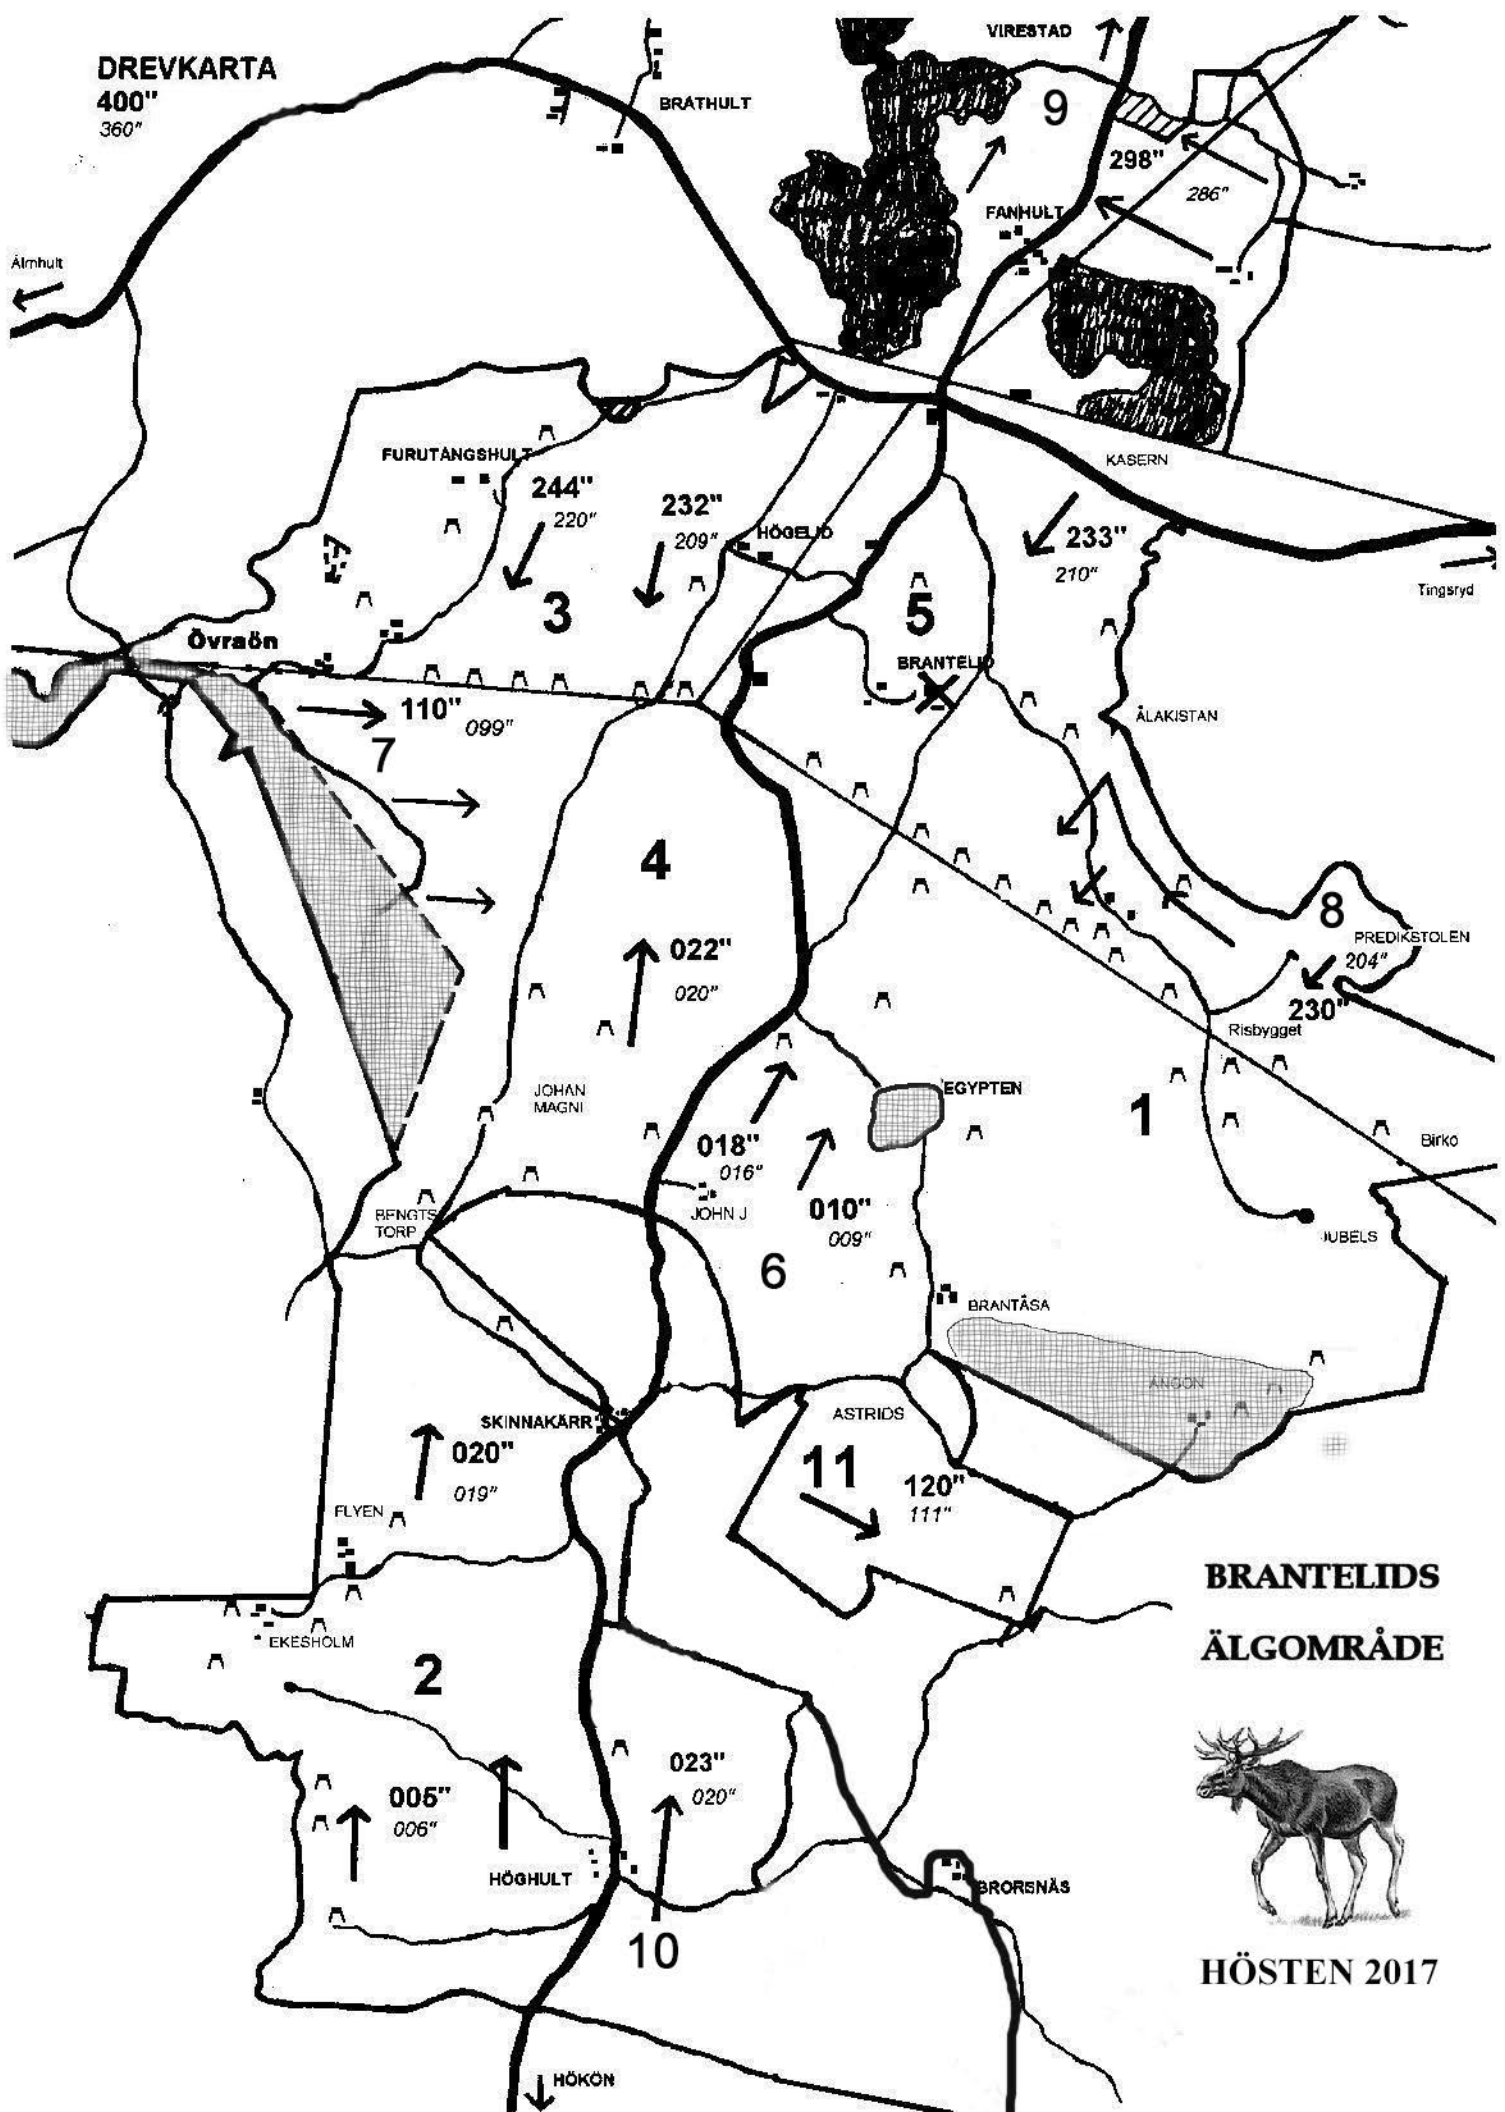 DREVKARTA
400"
360"
VIRESTAD
BRÅTHULT
9
298"
286"
FANHULT
Älmhult
KASERN
FURUTÅNGSHULT
244"
220"
232"
209"
HÖGELID
233"
210"
Tingsryd
3
5
Övraön
BRANTELID
110"
099"
ÅLAKISTAN
7
4
8
PREDIKSTOLEN
204"
022"
020"
230"
Risbygget
JOHAN
MAGNI
EGYPTEN
1
Birkö
018"
016"
JOHN J
010"
009"
BENGTS
TORP
JUBELS
6
BRANTÅSA
ÄNGÖN
SKINNAKÄRR
ASTRIDS
020"
019"
11
120"
111"
FLYEN
BRANTELIDS
ÄLGOMRÅDE
EKESHOLM
2
023"
020"
005"
006"
HÖGHULT
BRORSNÄS
10
HÖSTEN 2017
HÖKÖN